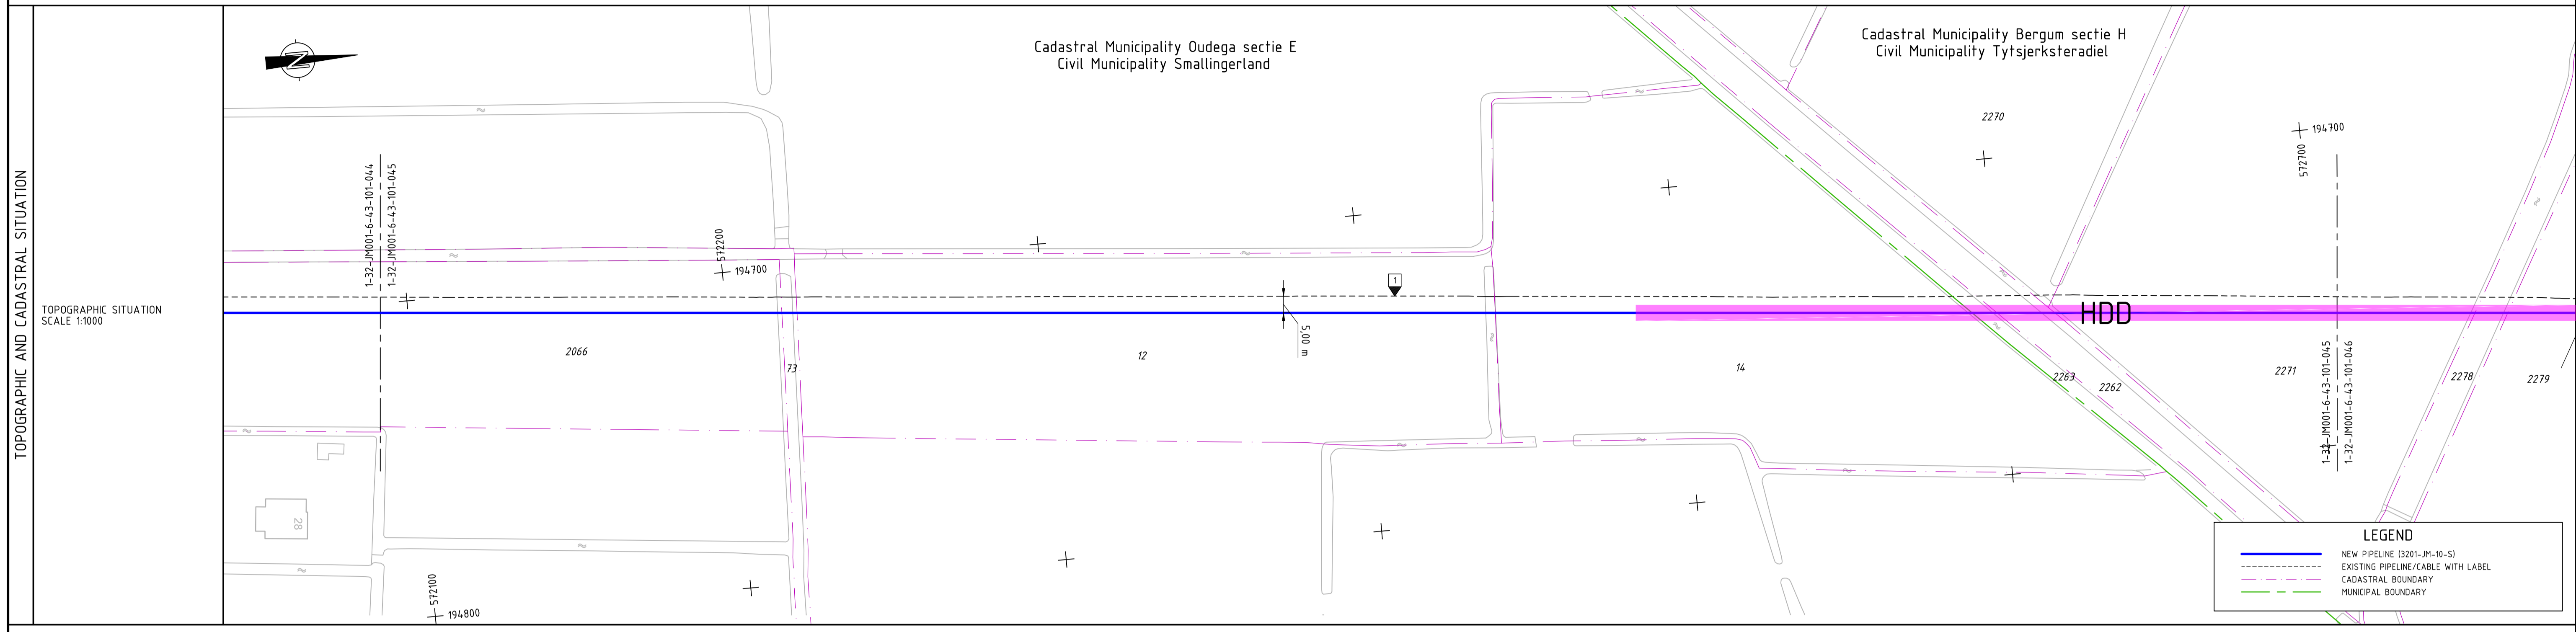 TOPOGRAPHIC AND CADASTRAL SITUATION
TOPOGRAPHIC SITUATION
SCALE 1:1000
N
Cadastral Municipality Oudega sectie E
Civil Municipality Smallingerland
Cadastral Municipality Bergum sectie H
Civil Municipality Tytsjerksteradiel
2270
194700
572700
1-32-JM001-6-43-101-044
1-32-JM001-6-43-101-045
572200
194700
1
HDD
5,00 m
2066
73
12
14
2263
2262
2271
2278
2279
1-32-JM001-6-43-101-045
1-32-JM001-6-43-101-046
28
572100
194800
LEGEND
NEW PIPELINE (3201-JM-10-S)
EXISTING PIPELINE/CABLE WITH LABEL
CADASTRAL BOUNDARY
MUNICIPAL BOUNDARY